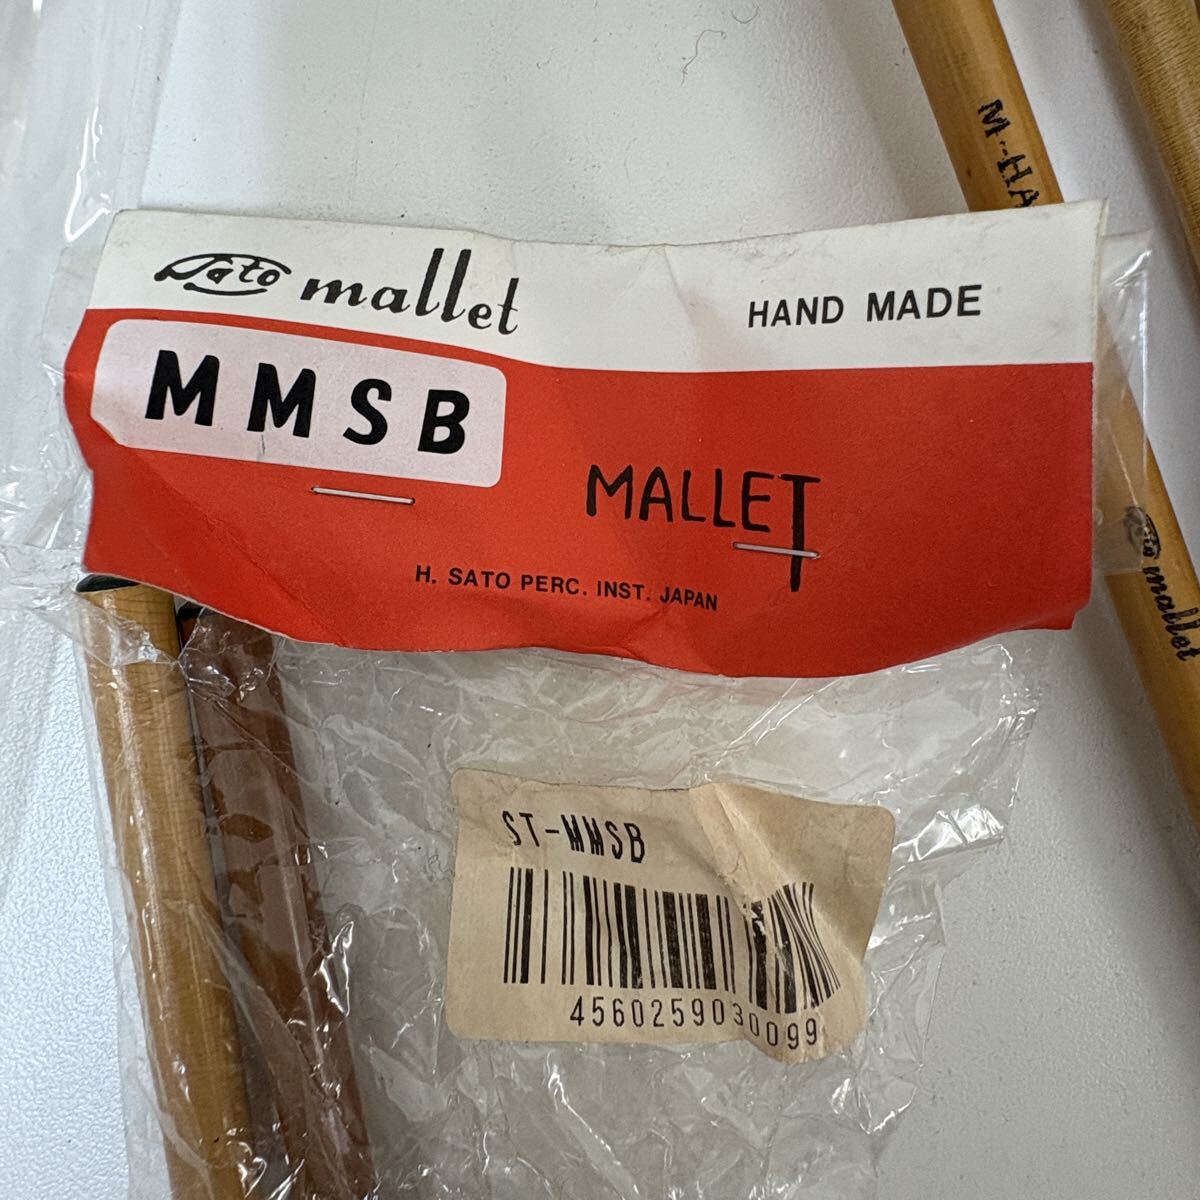 Sato mallet
HAND MADE
MMSB
MALLET
H. SATO PERC. INST. JAPAN
ST-MMSB
4560259030099
M-HA
Sato mallet